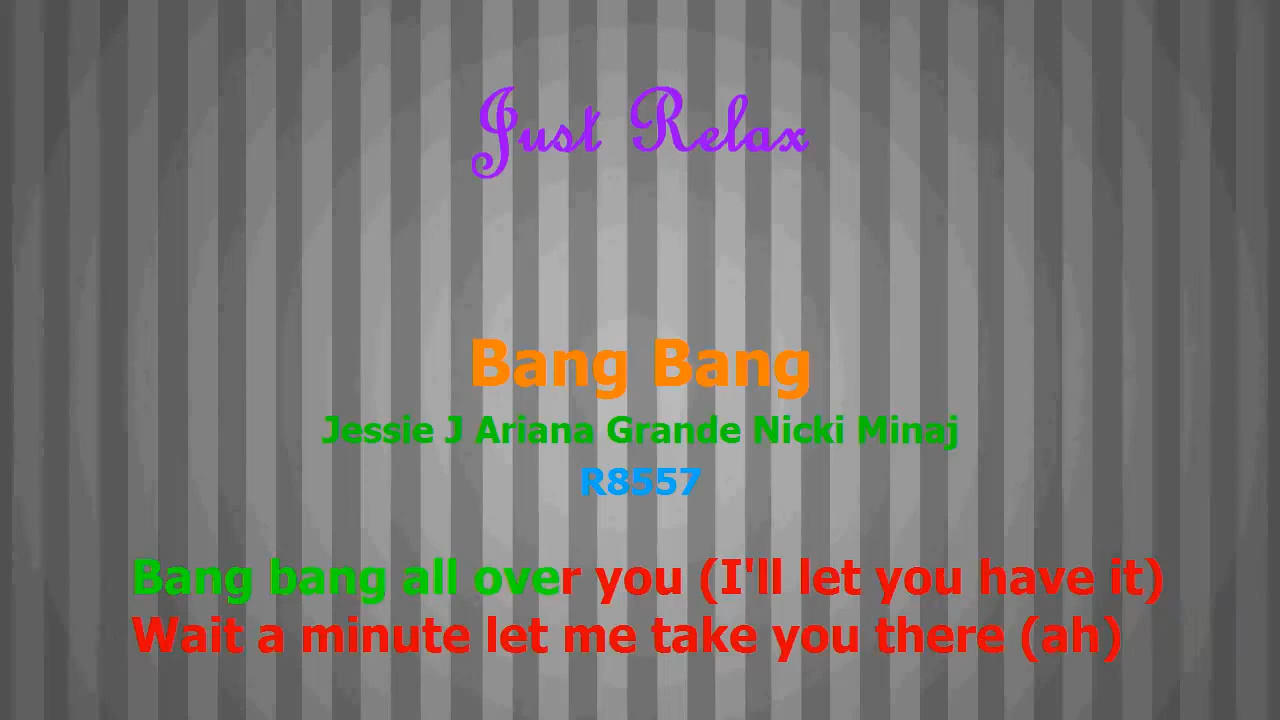 Just Relax
Bang Bang
Jessie J Ariana Grande Nicki Minaj
R8557
Bang bang all over you (I'll let you have it)
Wait a minute let me take you there (ah)